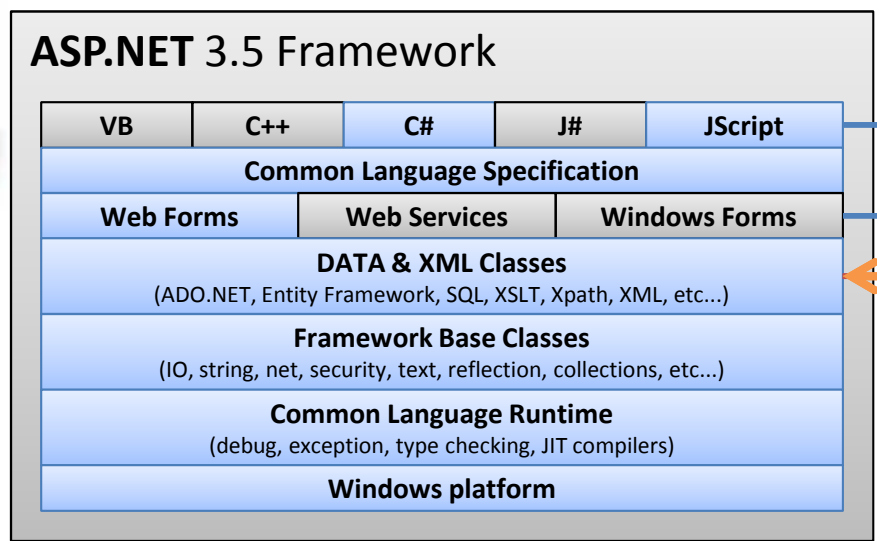 ASP.NET 3.5 Framework
VB C++ C# J# JScript
Common Language Specification
Web Forms Web Services Windows Forms
DATA & XML Classes
(ADO.NET, Entity Framework, SQL, XSLT, Xpath, XML, etc...)
Framework Base Classes
(IO, string, net, security, text, reflection, collections, etc...)
Common Language Runtime
(debug, exception, type checking, JIT compilers)
Windows platform